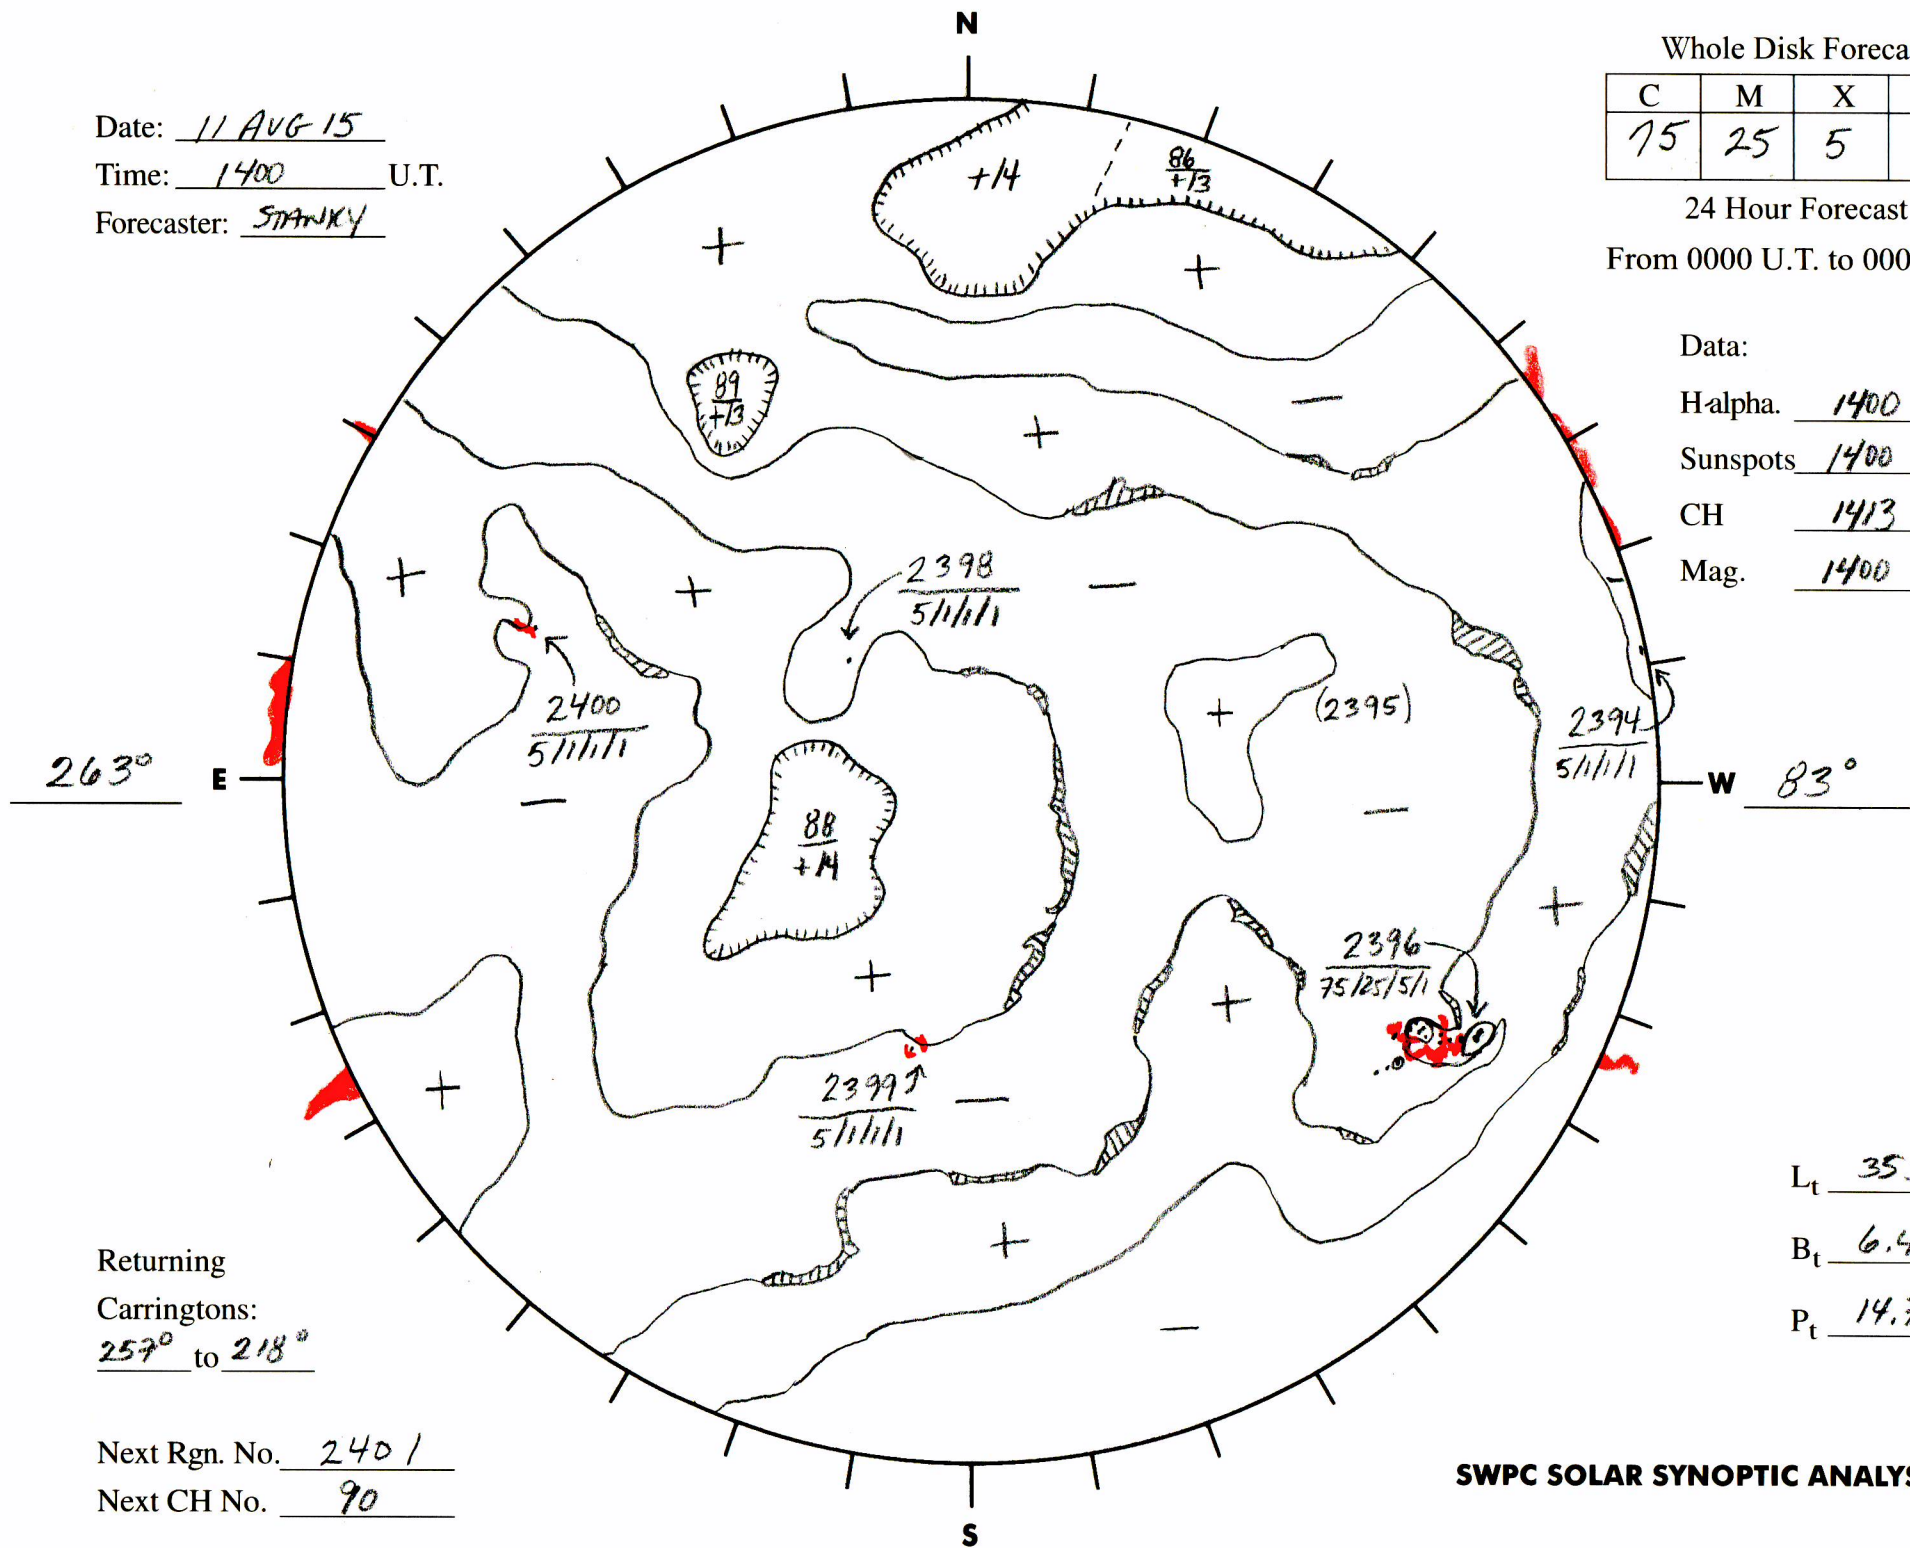 N
Whole Disk Foreca
Date: 11 AUG 15
C M X
75 25 5
Time: 1400 U.T.
Forecaster: STANKY
24 Hour Forecast
From 0000 U.T. to 000
+14
86
+13
+
+
Data:
H-alpha. 1400
Sunspots 1400
CH 1413
Mag. 1400
89
+13
+
−
+
+
−
2398
5/1/1/1
2400
5/1/1/1
+
(2395)
−
2394
5/1/1/1
263°
E
W
83°
−
88
+14
−
+
+
+
2396
75/25/5/1
+
2399
5/1/1/1
−
Lt 35.
Bt 6.4
Pt 14.
+
−
Returning
Carringtons:
257° to 218°
Next Rgn. No. 2401
Next CH No. 90
SWPC SOLAR SYNOPTIC ANALYS
S